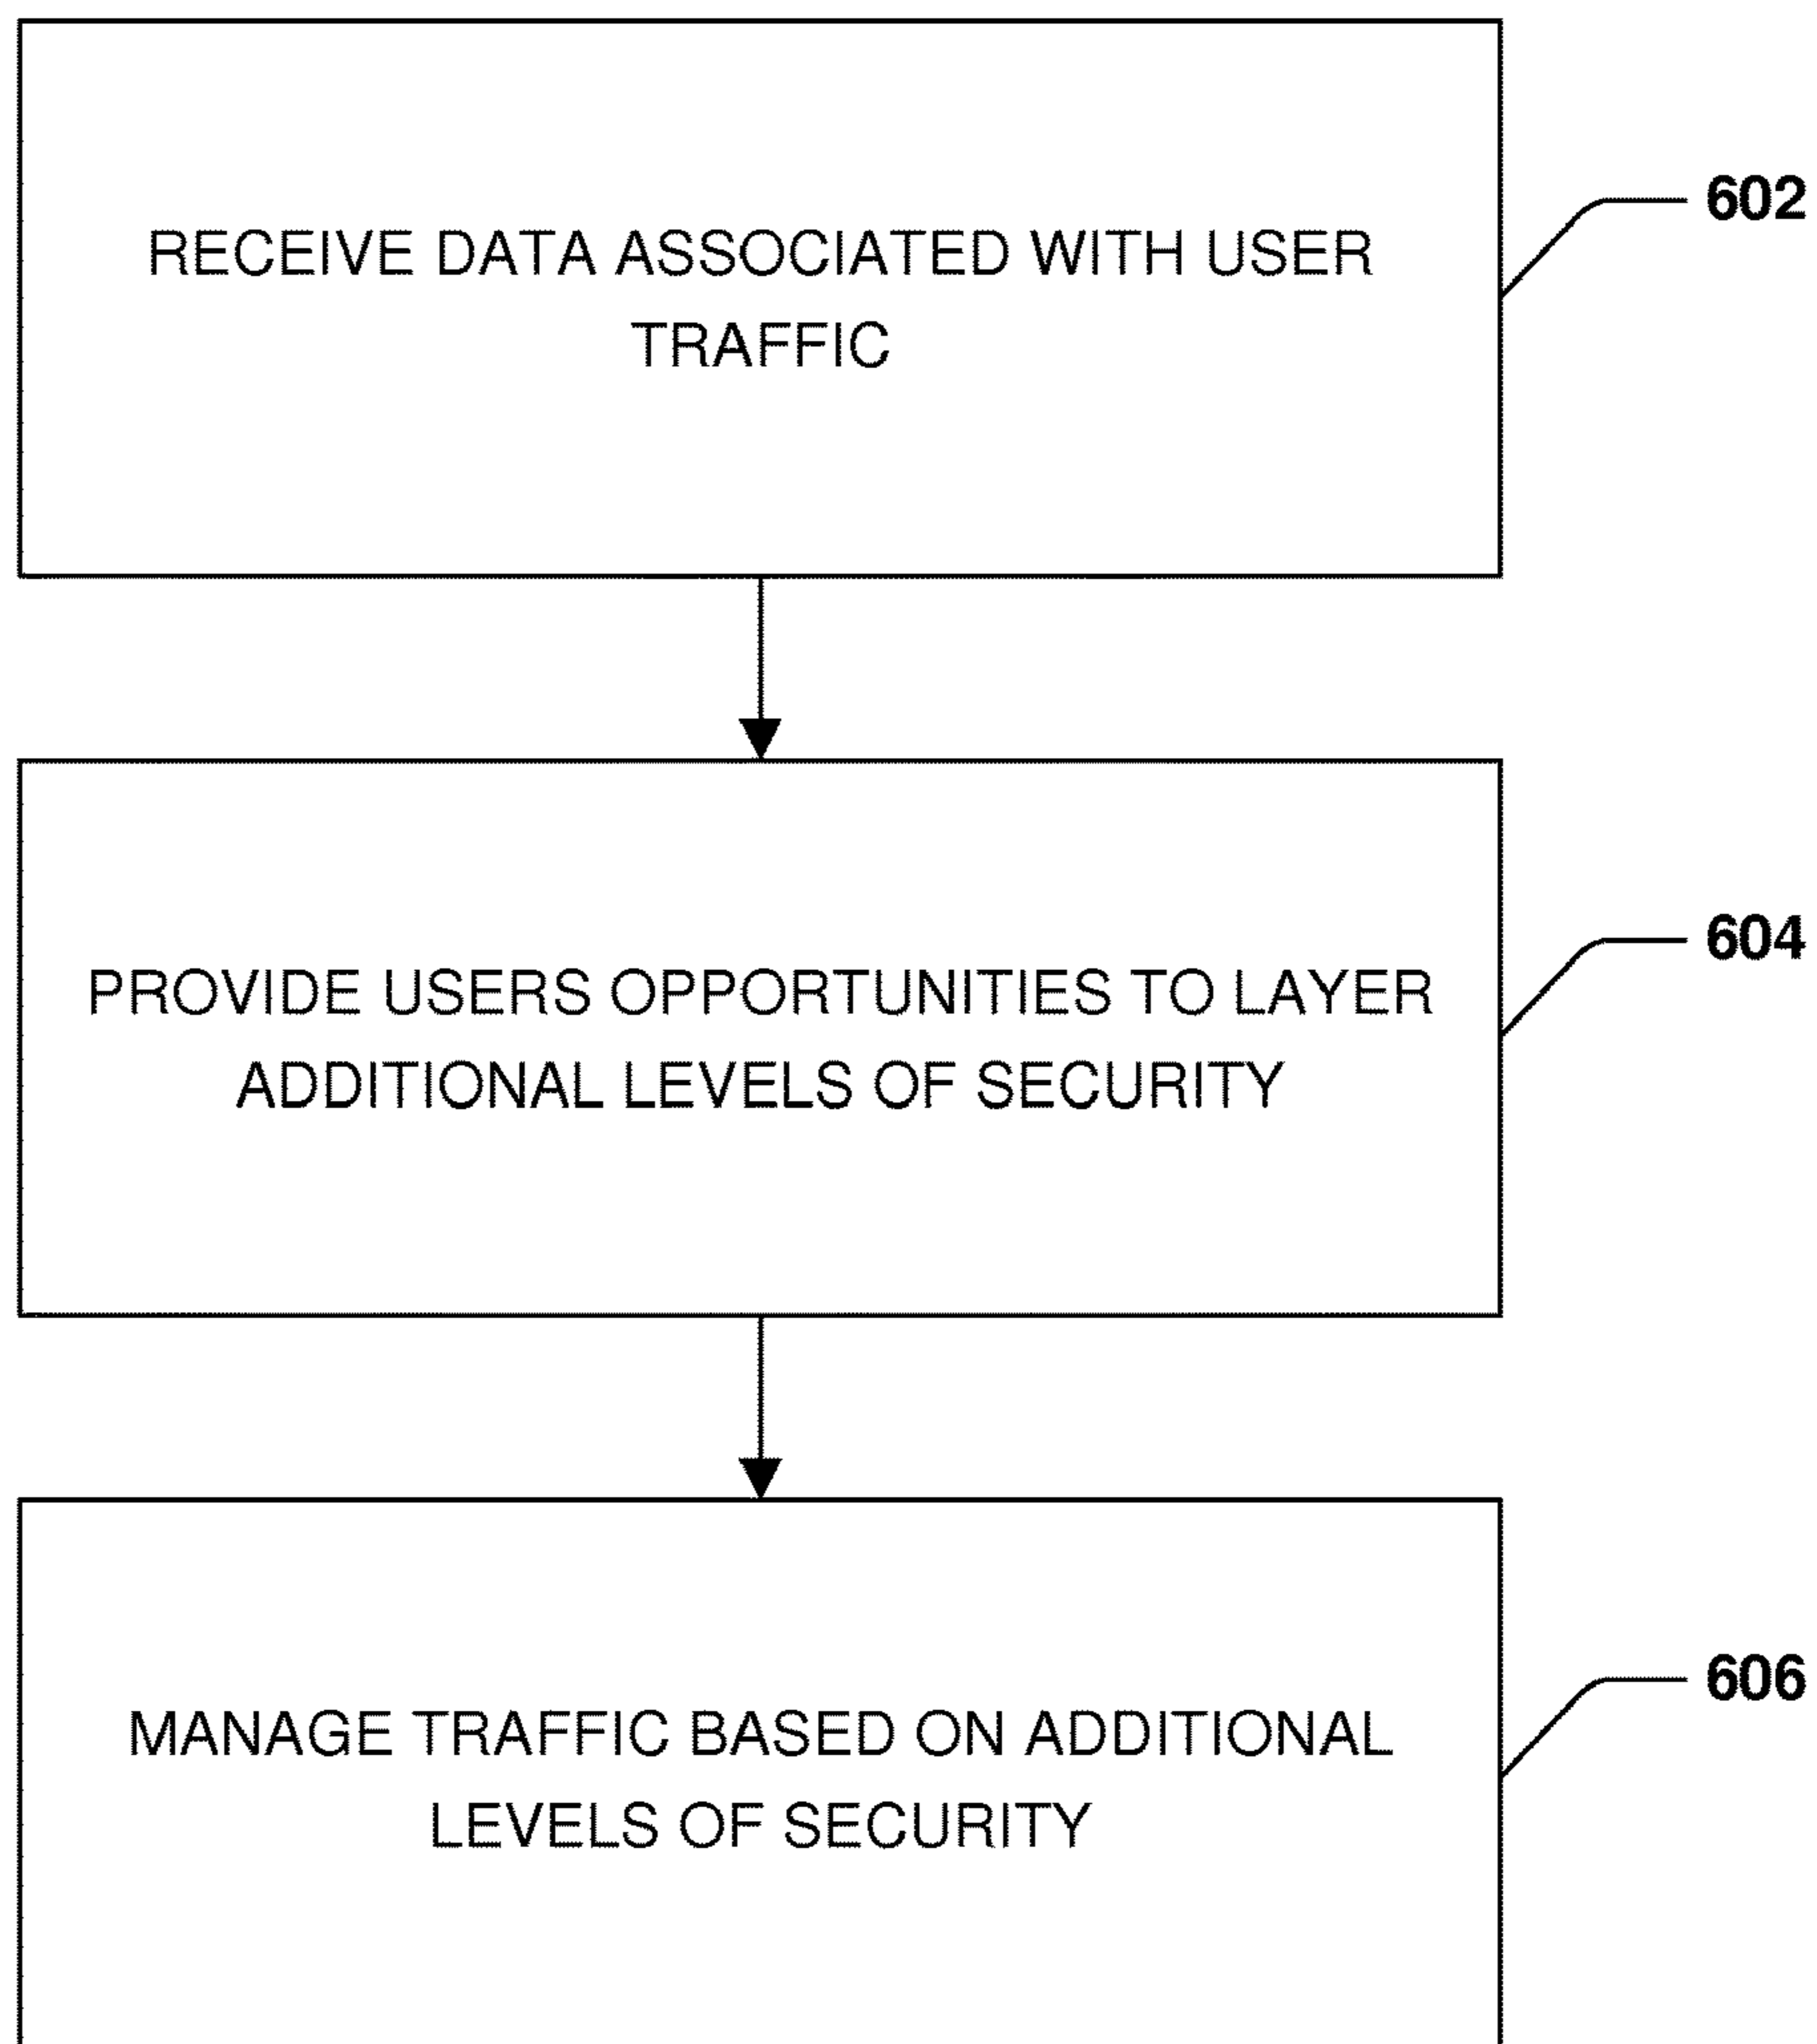 602
RECEIVE DATA ASSOCIATED WITH USER
TRAFFIC
604
PROVIDE USERS OPPORTUNITIES TO LAYER
ADDITIONAL LEVELS OF SECURITY
606
MANAGE TRAFFIC BASED ON ADDITIONAL
LEVELS OF SECURITY